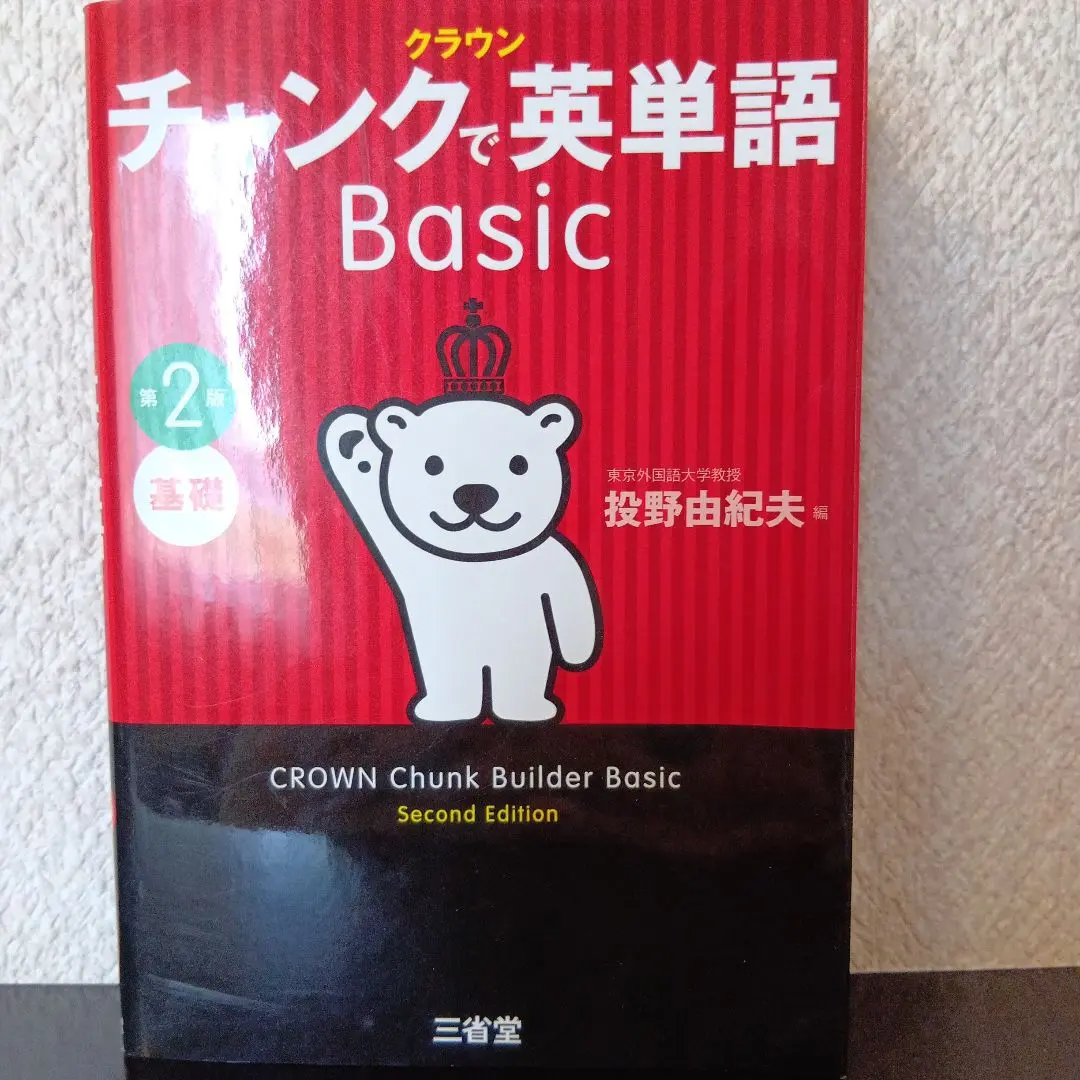 クラウン
チャンクで英単語
Basic
第2版
基礎
東京外国語大学教授
投野由紀夫 編
CROWN Chunk Builder Basic
Second Edition
三省堂